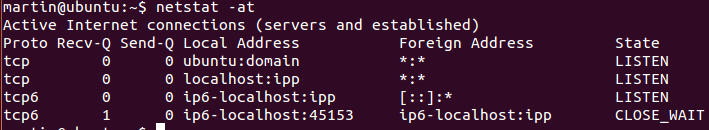 martin@ubuntu:~$ netstat -at
Active Internet connections (servers and established)
Proto Recv-Q Send-Q Local Address           Foreign Address         State
tcp        0      0 ubuntu:domain           *:*                     LISTEN
tcp        0      0 localhost:ipp           *:*                     LISTEN
tcp6       0      0 ip6-localhost:ipp       [::]:*                  LISTEN
tcp6       1      0 ip6-localhost:45153     ip6-localhost:ipp       CLOSE_WAIT
martin@ubuntu:~$